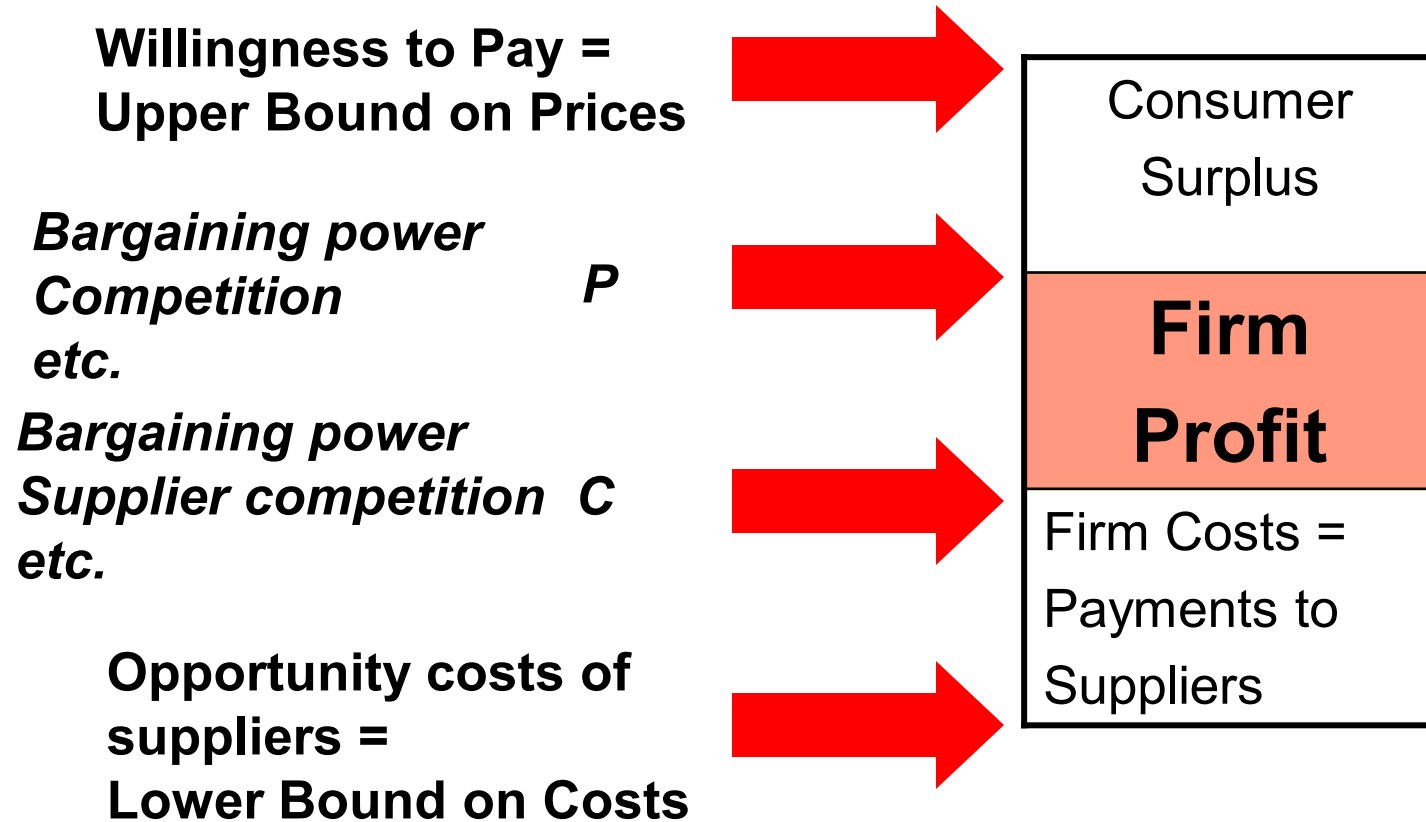 Willingness to Pay =
Upper Bound on Prices
Bargaining power
Competition
etc.
P
Bargaining power
Supplier competition
etc.
C
Opportunity costs of
suppliers =
Lower Bound on Costs
Consumer
Surplus
Firm
Profit
Firm Costs =
Payments to
Suppliers